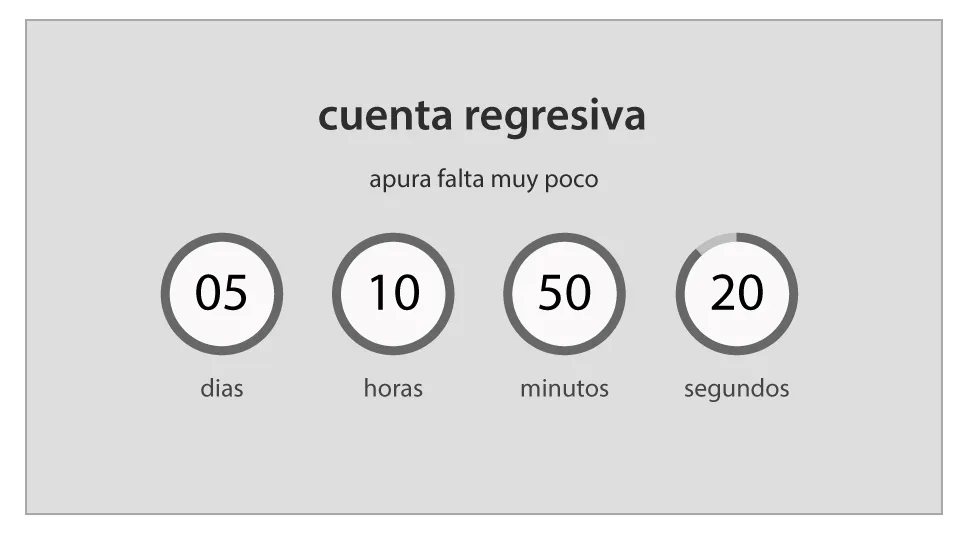 cuenta regresiva
apura falta muy poco
05 10 50 20
dias horas minutos segundos